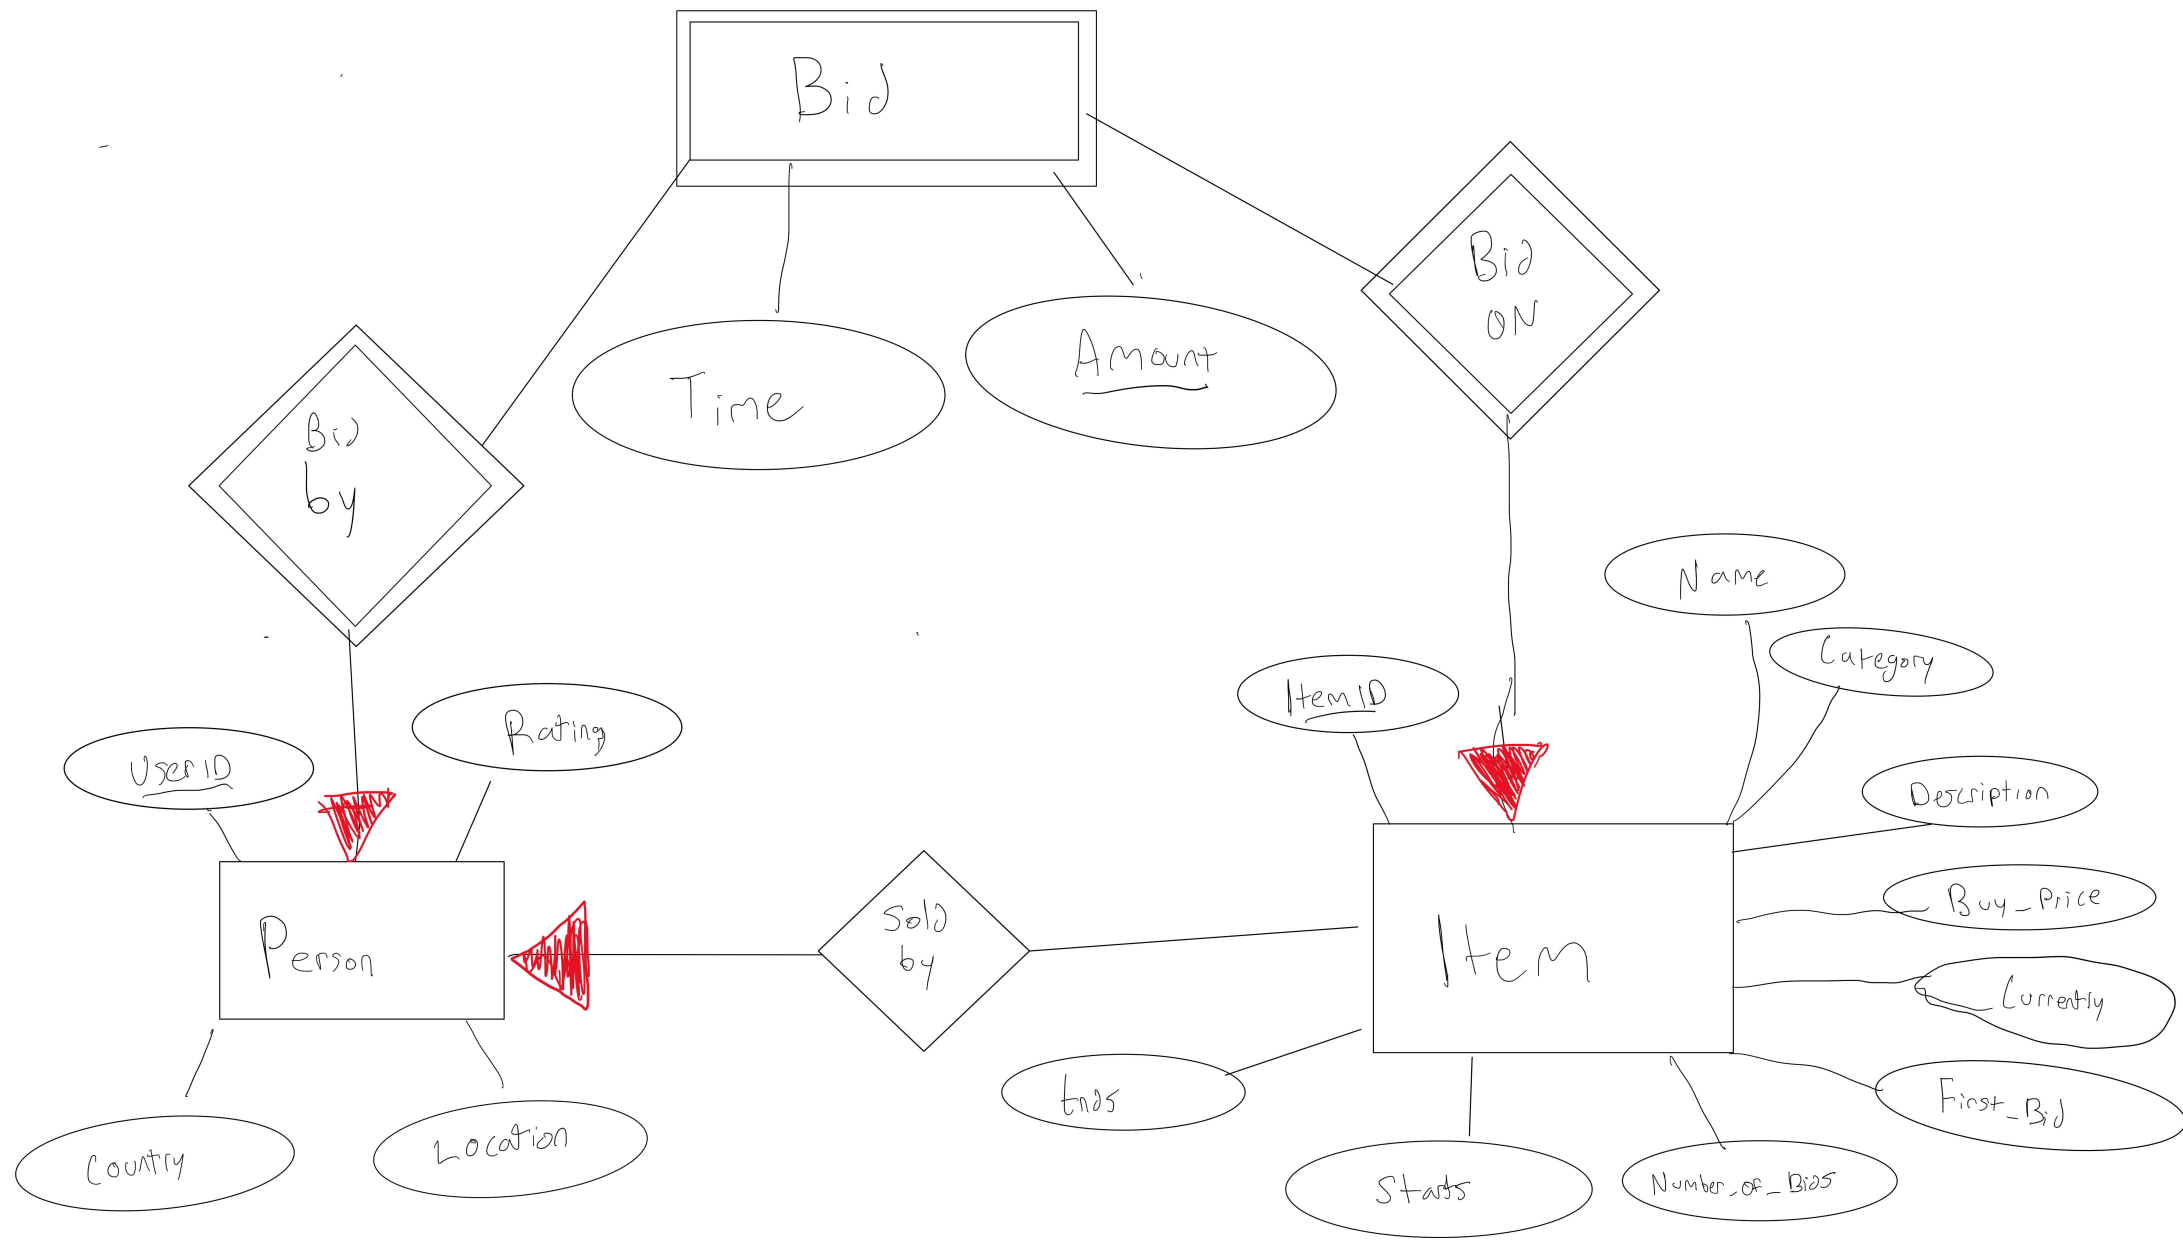 Bid
Bid
ON
Amount
Time
Bid
by
Name
Category
ItemID
Rating
UserID
Description
Buy_Price
Sold
by
Person
Item
Currently
Ends
First_Bid
Location
Country
Starts
Number_of_Bids